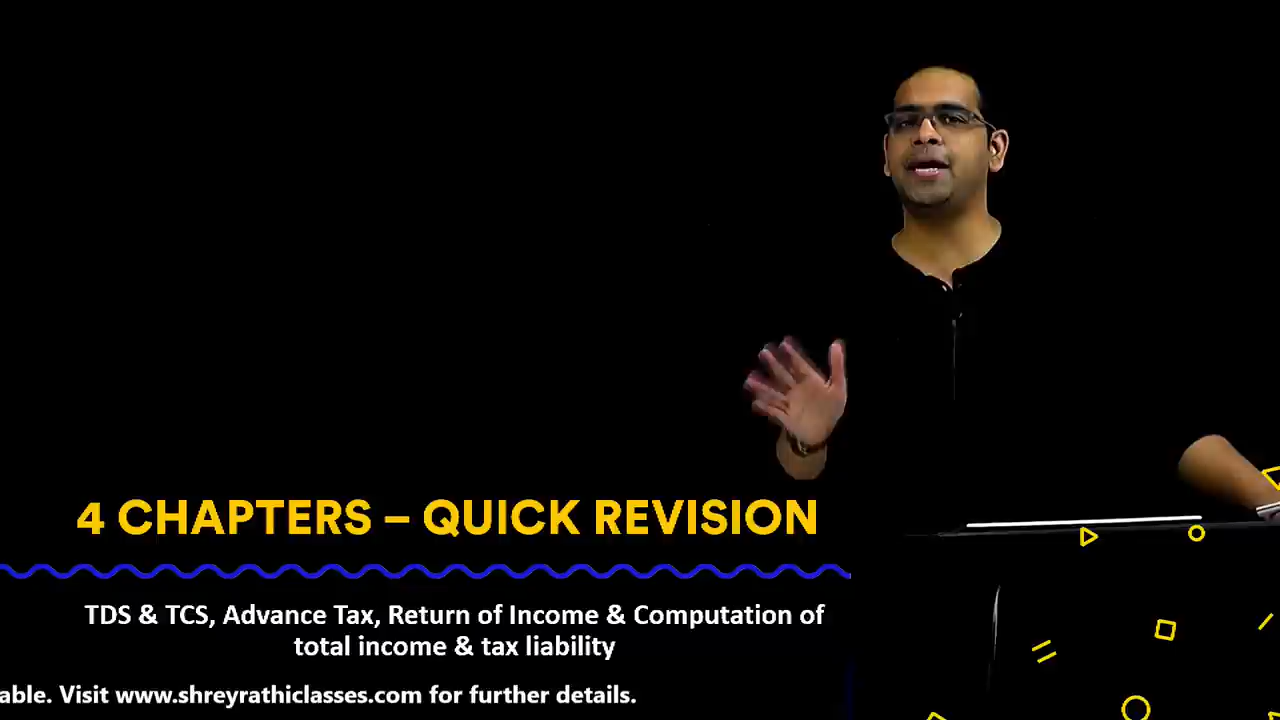 4 CHAPTERS – QUICK REVISION
TDS & TCS, Advance Tax, Return of Income & Computation of
total income & tax liability
able. Visit www.shreyrathiclasses.com for further details.